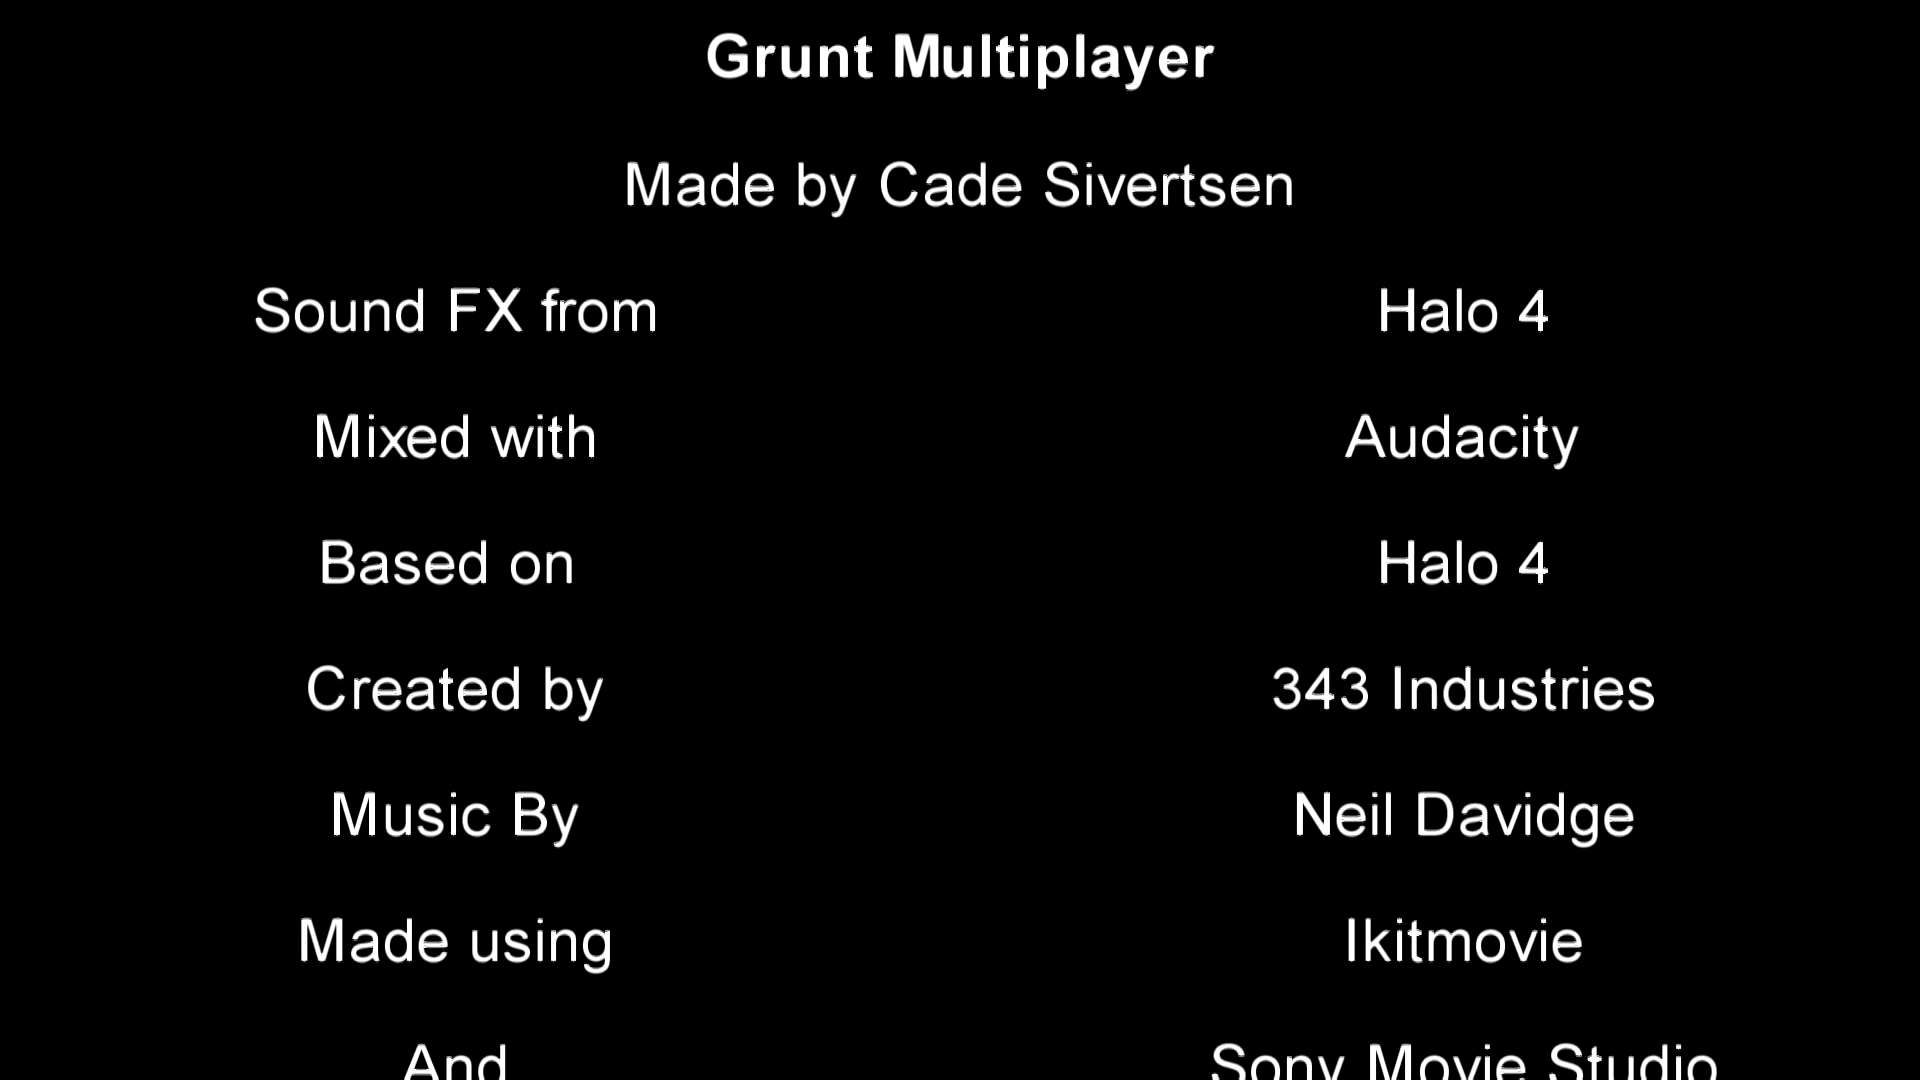 Grunt Multiplayer
Made by Cade Sivertsen
Sound FX from Halo 4
Mixed with Audacity
Based on Halo 4
Created by 343 Industries
Music By Neil Davidge
Made using Ikitmovie
And Sony Movie Studio